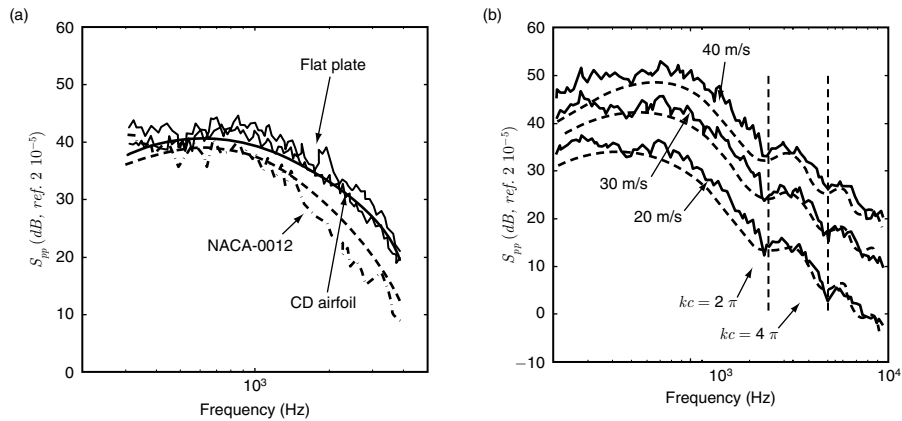 (a)
60
50
40
30
20
10
0
S_pp (dB, ref. 2 10^−5)
Flat plate
NACA-0012
CD airfoil
10^3
Frequency (Hz)
(b)
60
50
40
30
20
10
0
−10
S_pp (dB, ref. 2 10^−5)
40 m/s
30 m/s
20 m/s
kc = 2 π
kc = 4 π
10^3
10^4
Frequency (Hz)